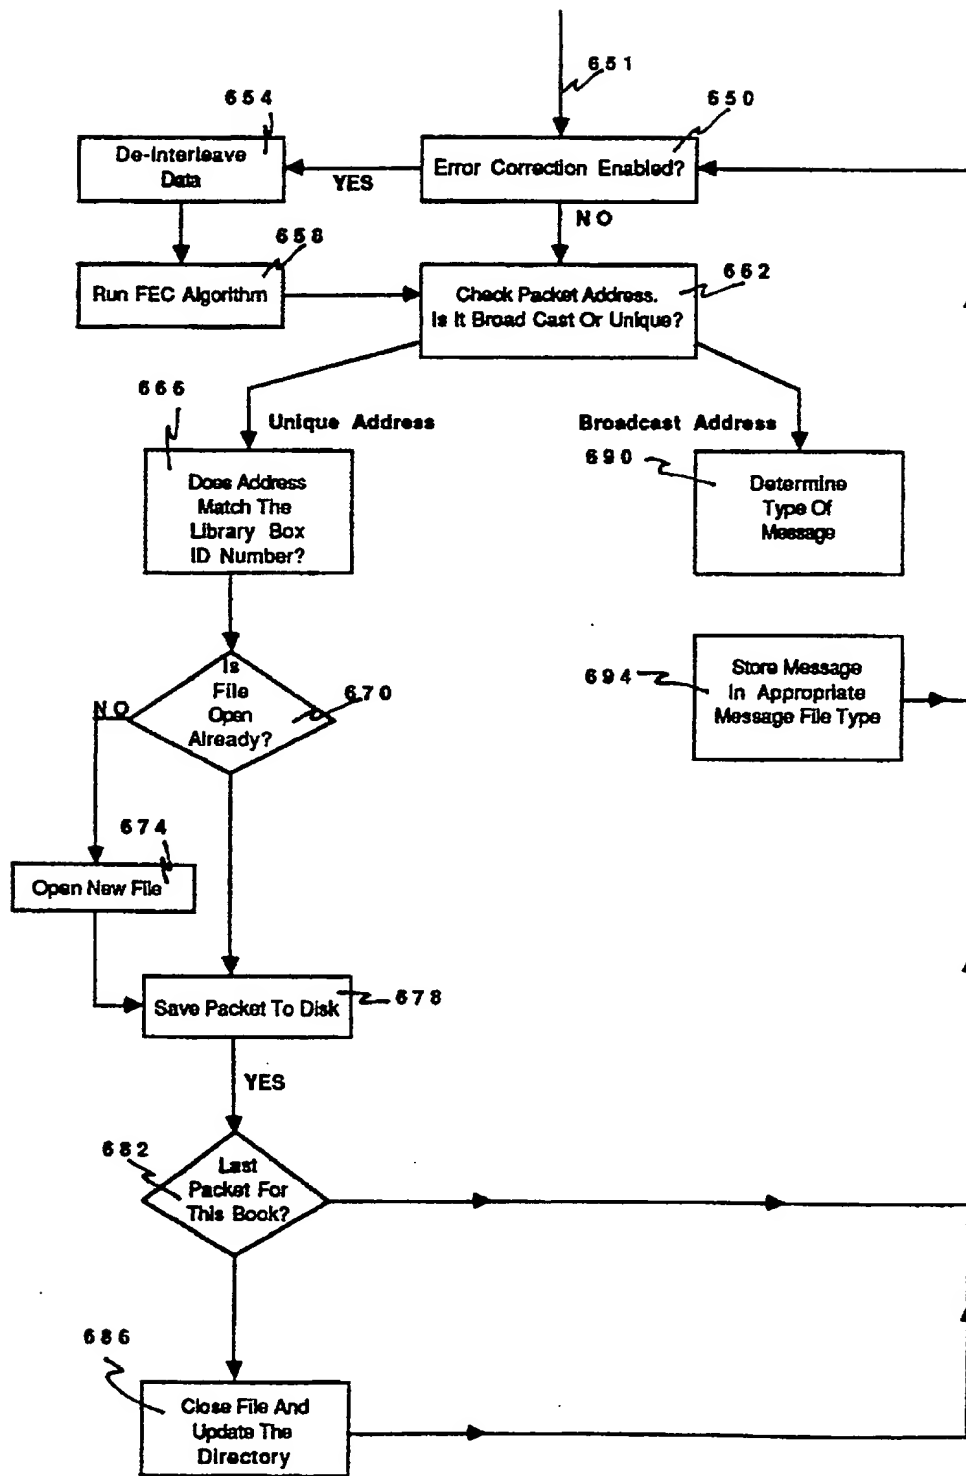 651
654
650
De-Interleave
Data
Error Correction Enabled?
YES
NO
658
662
Run FEC Algorithm
Check Packet Address.
Is It Broad Cast Or Unique?
666
Unique Address
Broadcast Address
690
Does Address
Match The
Library Box
ID Number?
Determine
Type Of
Message
Is
File
Open
Already?
670
NO
694
Store Message
In Appropriate
Message File Type
674
Open New File
Save Packet To Disk
678
YES
682
Last
Packet For
This Book?
686
Close File And
Update The
Directory